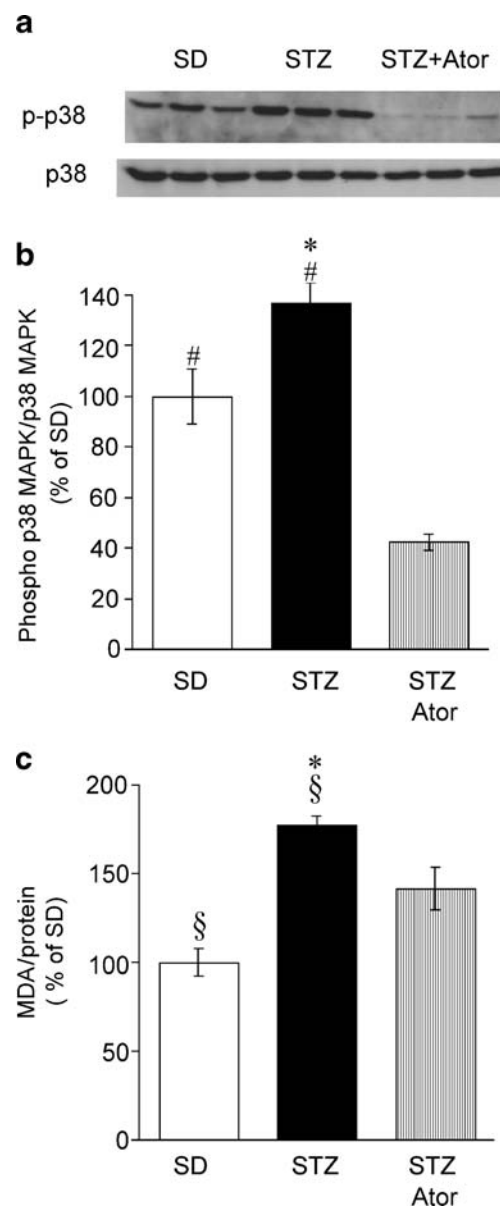 a
SD STZ STZ+Ator
p-p38
p38
b
Phospho p38 MAPK/p38 MAPK
(% of SD)
140
120
100
80
60
40
20
0
#
*
#
SD STZ STZ
Ator
c
MDA/protein
( % of SD)
200
150
100
50
0
§
*
§
SD STZ STZ
Ator